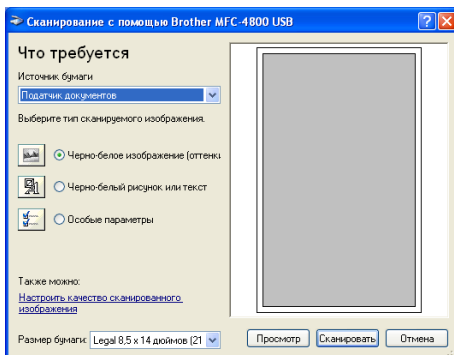 Сканирование с помощью Brother MFC-4800 USB
Что требуется
Источник бумаги
Податчик документов
Выберите тип сканируемого изображения.
Черно-белое изображение (оттенки
Черно-белый рисунок или текст
Особые параметры
Также можно:
Настроить качество сканированного
изображения
Размер бумаги: Legal 8,5 x 14 дюймов (21
Просмотр Сканировать Отмена